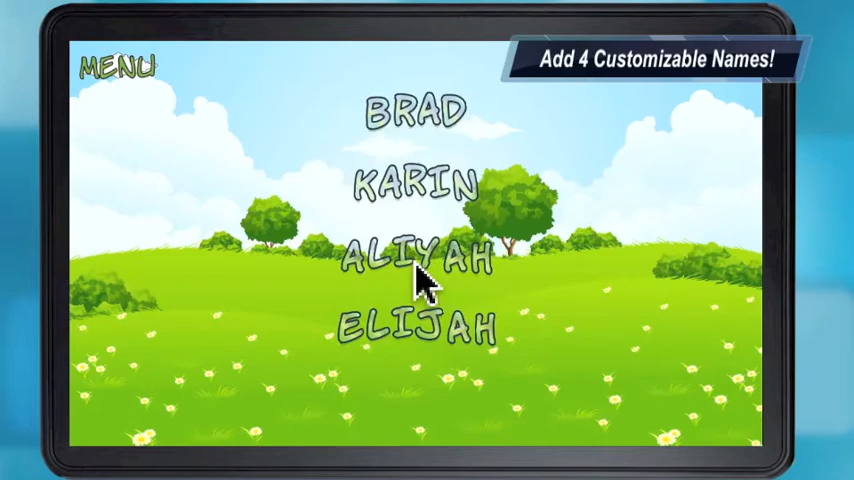 MENU
Add 4 Customizable Names!
BRAD
KARIN
ALIYAH
ELIJAH